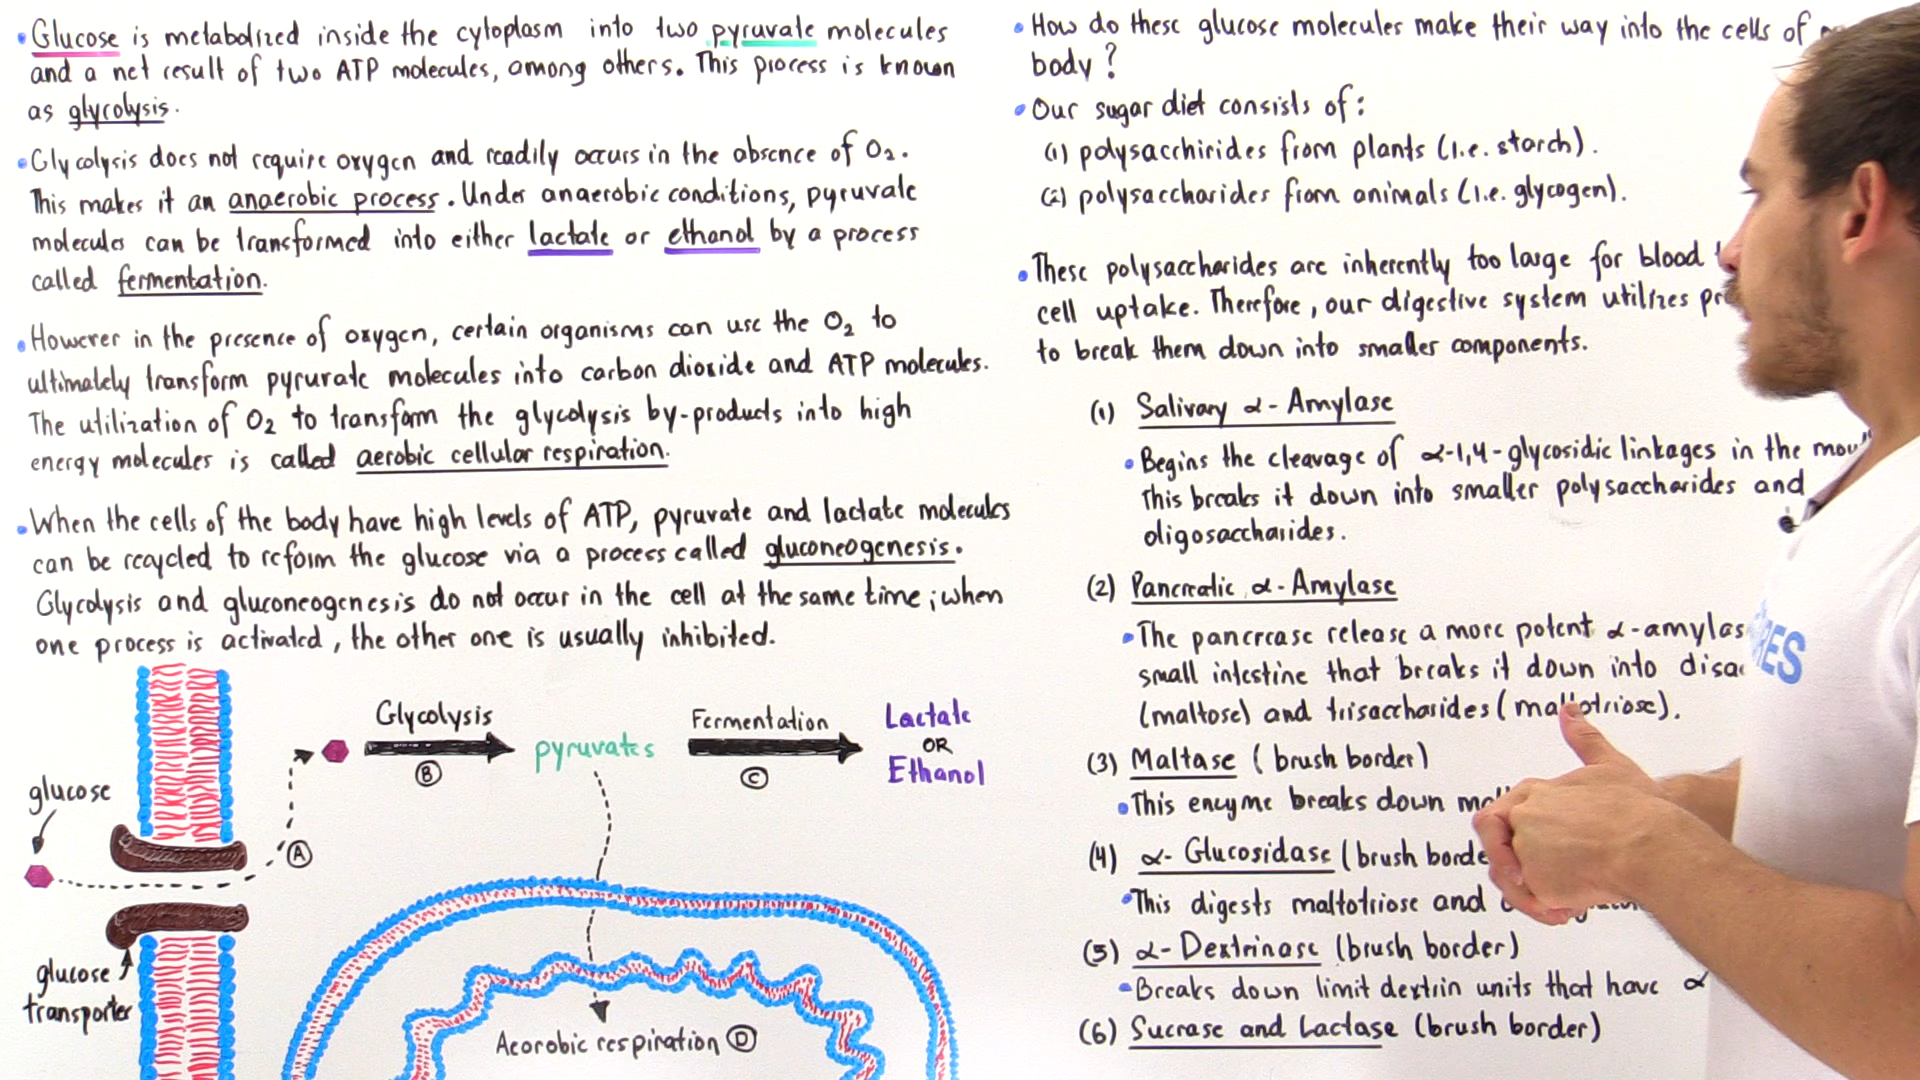 • Glucose is metabolized inside the cytoplasm into two pyruvate molecules
and a net result of two ATP molecules, among others. This process is known
as glycolysis.
• Glycolysis does not require oxygen and readily occurs in the absence of O₂.
This makes it an anaerobic process. Under anaerobic conditions, pyruvate
molecules can be transformed into either lactate or ethanol by a process
called fermentation.
• However in the presence of oxygen, certain organisms can use the O₂ to
ultimately transform pyruvate molecules into carbon dioxide and ATP molecules.
The utilization of O₂ to transform the glycolysis by-products into high
energy molecules is called aerobic cellular respiration.
• When the cells of the body have high levels of ATP, pyruvate and lactate molecules
can be recycled to reform the glucose via a process called gluconeogenesis.
Glycolysis and gluconeogenesis do not occur in the cell at the same time; when
one process is activated, the other one is usually inhibited.
Glycolysis
Fermentation
Lactate
OR
Ethanol
pyruvates
B
C
glucose
A
glucose
transporter
Aeorobic respiration D
• How do these glucose molecules make their way into the cells of
body?
• Our sugar diet consists of:
(1) polysacchirides from plants (i.e. starch).
(2) polysaccharides from animals (i.e. glycogen).
• These polysaccharides are inherently too large for blood
cell uptake. Therefore, our digestive system utilizes
to break them down into smaller components.
(1) Salivary α-Amylase
• Begins the cleavage of α-1,4-glycosidic linkages in the
This breaks it down into smaller polysaccharides and
oligosaccharides.
(2) Pancreatic α-Amylase
• The pancrease release a more potent
small intestine that breaks it down into
(maltose) and trisaccharides (maltotriose).
(3) Maltase (brush border)
• This enzyme breaks down
(4) α-Glucosidase (brush
• This digests maltotriose and
(5) α-Dextrinase (brush border)
• Breaks down limit dextrin units that have α
(6) Sucrase and Lactase (brush border)